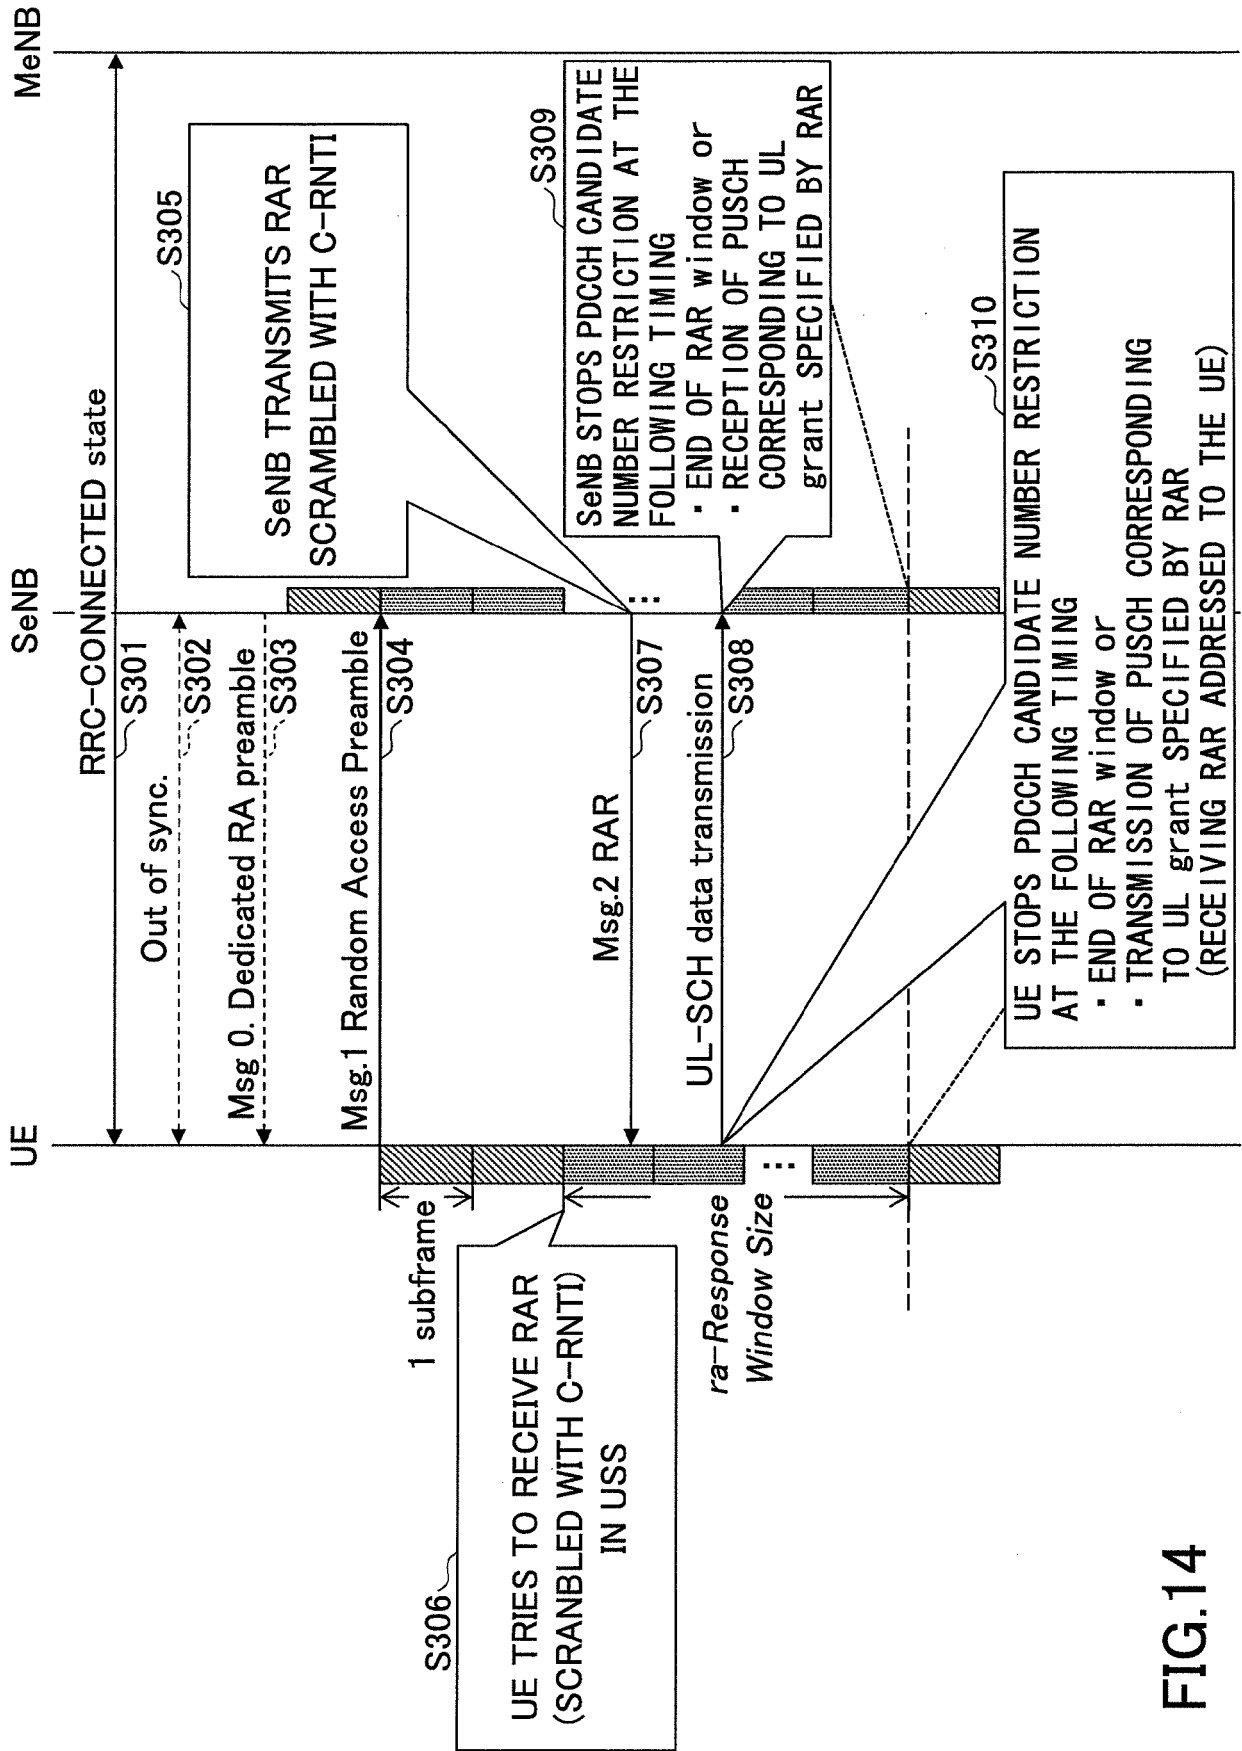 UE
SeNB
MeNB
RRC-CONNECTED state
S301
Out of sync.
S302
Msg 0. Dedicated RA preamble
S303
Msg.1 Random Access Preamble
S304
S305
SeNB TRANSMITS RAR
SCRAMBLED WITH C-RNTI
1 subframe
S306
UE TRIES TO RECEIVE RAR
(SCRANBLED WITH C-RNTI)
IN USS
Msg.2 RAR
S307
...
S309
SeNB STOPS PDCCH CANDIDATE
NUMBER RESTRICTION AT THE
FOLLOWING TIMING
・END OF RAR window or
・RECEPTION OF PUSCH
CORRESPONDING TO UL
grant SPECIFIED BY RAR
UL-SCH data transmission
S308
ra-Response
Window Size
...
S310
UE STOPS PDCCH CANDIDATE NUMBER RESTRICTION
AT THE FOLLOWING TIMING
・END OF RAR window or
・TRANSMISSION OF PUSCH CORRESPONDING
TO UL grant SPECIFIED BY RAR
(RECEIVING RAR ADDRESSED TO THE UE)
FIG.14